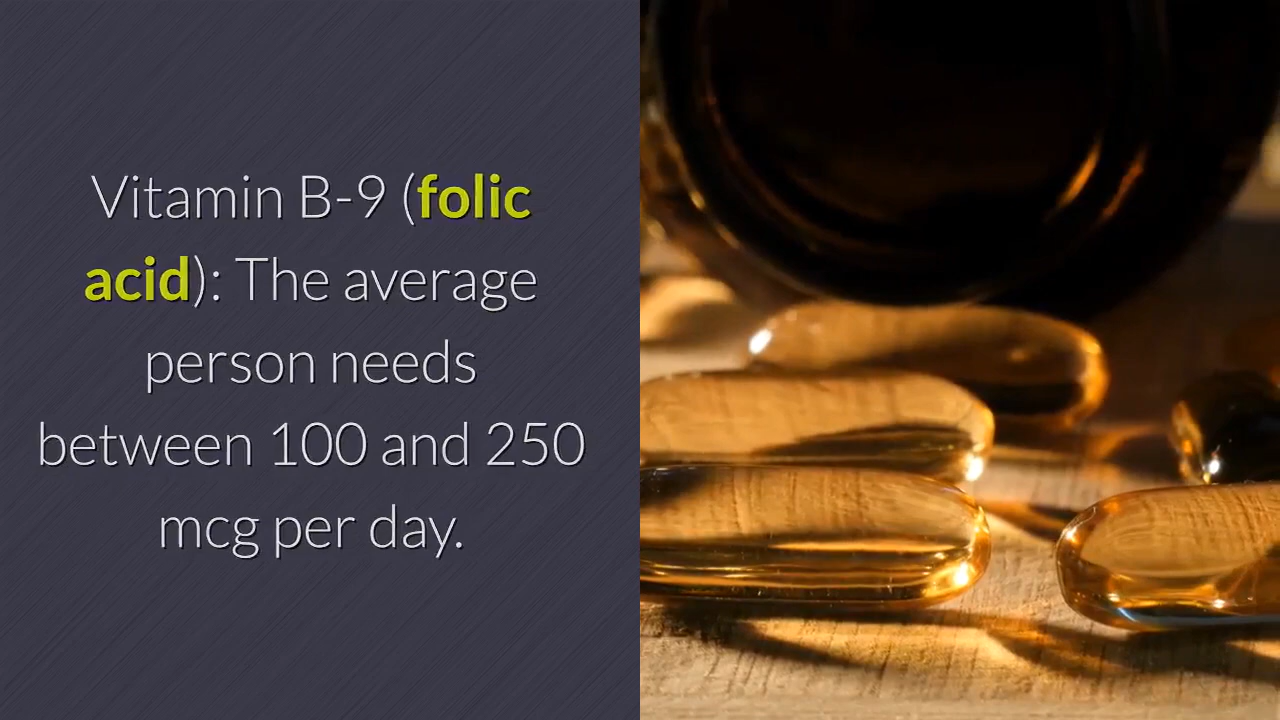 Vitamin B-9 (folic
acid): The average
person needs
between 100 and 250
mcg per day.